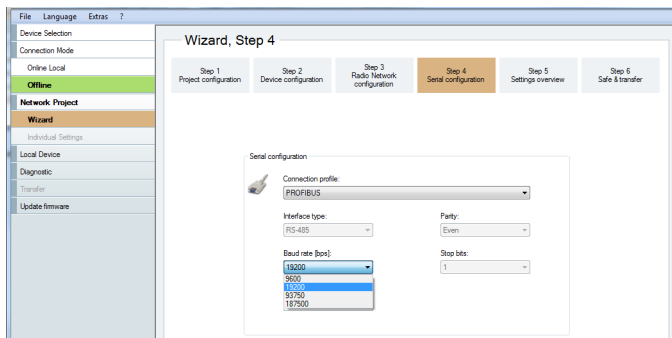 File Language Extras ?
Device Selection
Connection Mode
Online Local
Offline
Network Project
Wizard
Individual Settings
Local Device
Diagnostic
Transfer
Update firmware
Wizard, Step 4
Step 1
Project configuration
Step 2
Device configuration
Step 3
Radio Network
configuration
Step 4
Serial configuration
Step 5
Settings overview
Step 6
Safe & transfer
Serial configuration
Connection profile:
PROFIBUS
Interface type:
Parity:
RS-485
Even
Baud rate [bps]:
Stop bits:
19200
1
9600
19200
93750
187500